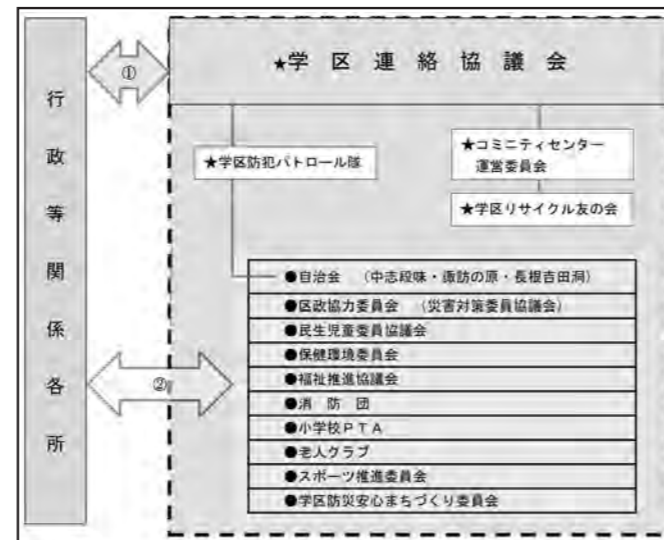 ★学区連絡協議会
①
行政等関係各所
★学区防犯パトロール隊
★コミニティセンター
運営委員会
★学区リサイクル友の会
●自治会 (中志段味・諏訪の原・長根吉田洞)
●区政協力委員会 (災害対策委員協議会)
●民生児童委員協議会
●保健環境委員会
●福祉推進協議会
②
●消防団
●小学校PTA
●老人クラブ
●スポーツ推進委員会
●学区防災安心まちづくり委員会